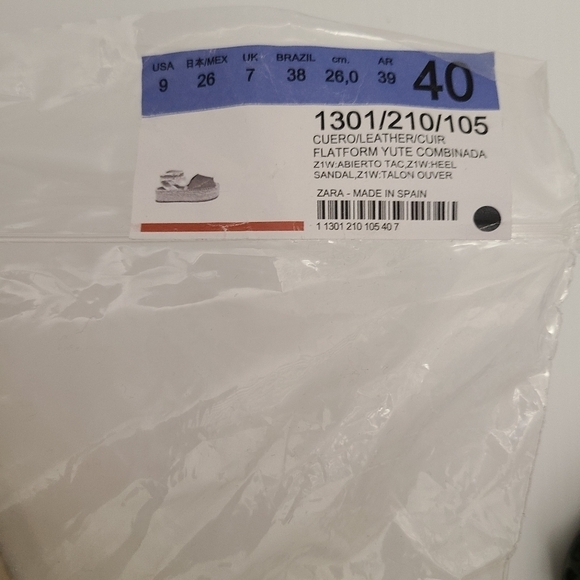 USA 日本/MEX UK BRAZIL cm. AR
9 26 7 38 26,0 39 40
1301/210/105
CUERO/LEATHER/CUIR
FLATFORM YUTE COMBINADA
Z1W:ABIERTO TAC,Z1W:HEEL
SANDAL,Z1W:TALON OUVER
ZARA - MADE IN SPAIN
1 1301 210 105 40 7